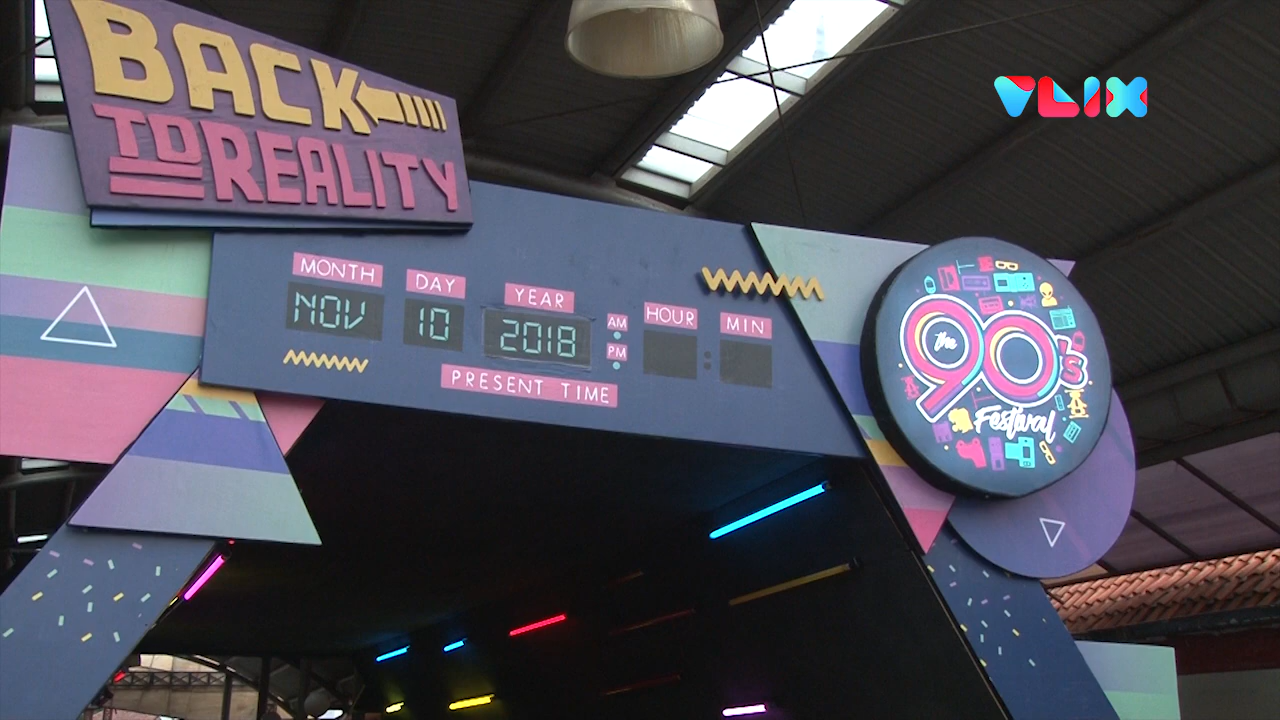 BACK
TO REALITY
VLIX
MONTH DAY YEAR HOUR MIN
NOV 10 2018 AM PM
PRESENT TIME
the
90's
Festival